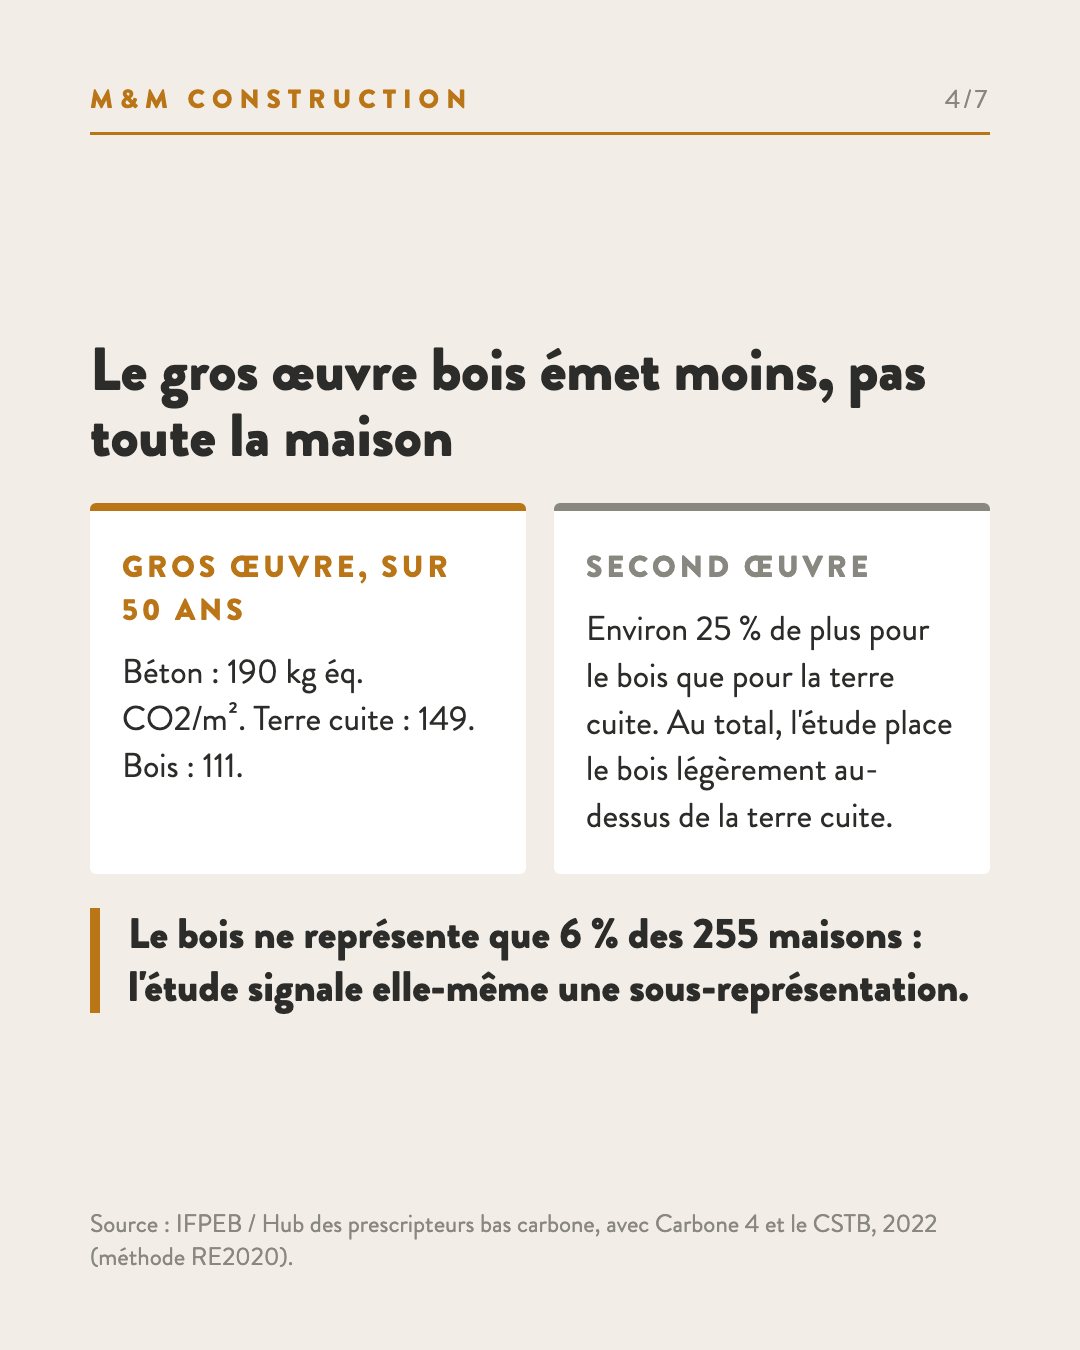 M&M CONSTRUCTION
4/7
Le gros œuvre bois émet moins, pas
toute la maison
GROS ŒUVRE, SUR
50 ANS
Béton : 190 kg éq.
CO2/m². Terre cuite : 149.
Bois : 111.
SECOND ŒUVRE
Environ 25 % de plus pour
le bois que pour la terre
cuite. Au total, l'étude place
le bois légèrement au-
dessus de la terre cuite.
Le bois ne représente que 6 % des 255 maisons :
l'étude signale elle-même une sous-représentation.
Source : IFPEB / Hub des prescripteurs bas carbone, avec Carbone 4 et le CSTB, 2022
(méthode RE2020).